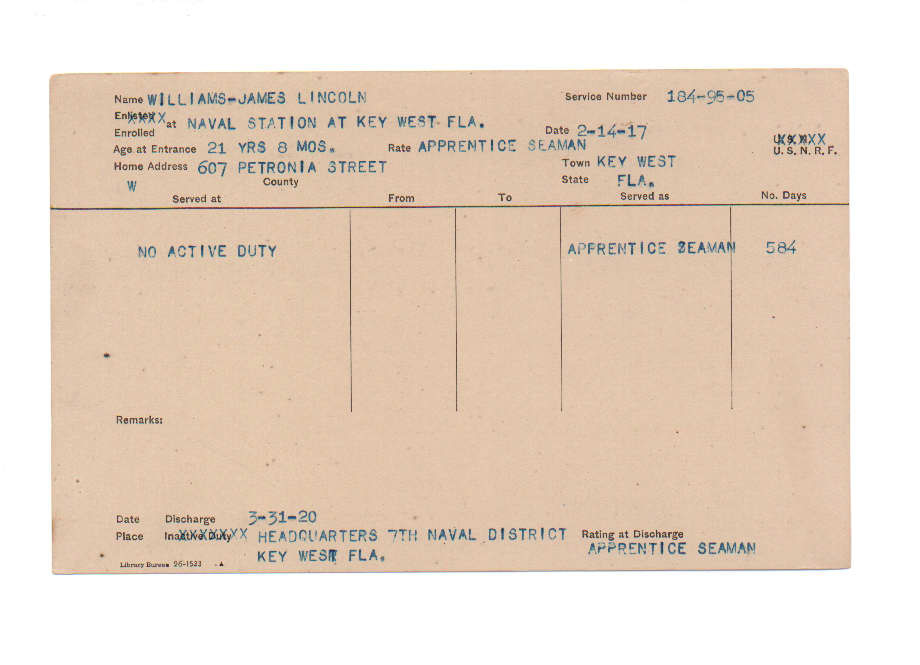 Name WILLIAMS-JAMES LINCOLN Service Number 184-95-05
Enlisted XXXX
Enrolled at NAVAL STATION AT KEY WEST FLA. Date 2-14-17
Age at Entrance 21 YRS 8 MOS. Rate APPRENTICE SEAMAN U. S. N. R. F.
Home Address 607 PETRONIA STREET Town KEY WEST
W County State FLA.
Served at From To Served as No. Days
NO ACTIVE DUTY APPRENTICE SEAMAN 584
Remarks:
Date Discharge 3-31-20
Place Inactive Duty XXXXXXX HEADQUARTERS 7TH NAVAL DISTRICT Rating at Discharge
KEY WEST FLA. APPRENTICE SEAMAN
Library Bureau 26-1523 A